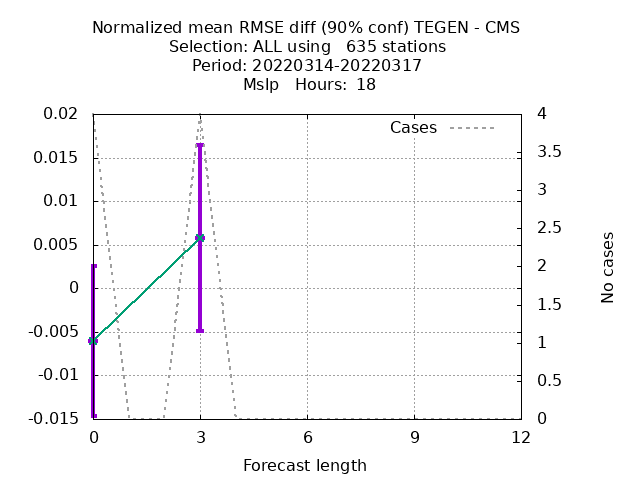 Normalized mean RMSE diff (90% conf) TEGEN - CMS
Selection: ALL using   635 stations
Period: 20220314-20220317
Mslp   Hours: 18
Cases
0.02
0.015
0.01
0.005
0
-0.005
-0.01
-0.015
4
3.5
3
2.5
2
1.5
1
0.5
0
No cases
0 3 6 9 12
Forecast length